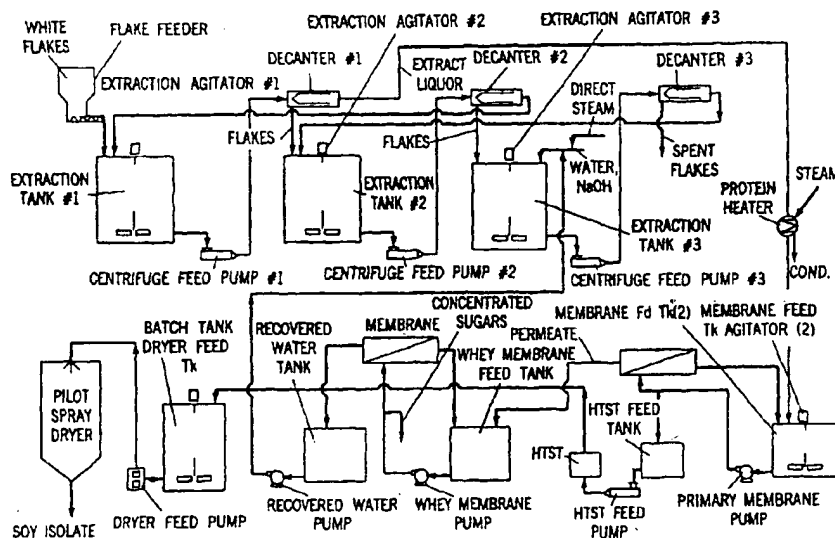 WHITE
FLAKES
FLAKE FEEDER
EXTRACTION AGITATOR #1
EXTRACTION
TANK #1
CENTRIFUGE FEED PUMP #1
DECANTER #1
FLAKES
EXTRACTION AGITATOR #2
EXTRACT
LIQUOR
EXTRACTION
TANK #2
CENTRIFUGE FEED PUMP #2
DECANTER #2
FLAKES
EXTRACTION AGITATOR #3
DIRECT
STEAM
WATER,
NaOH
EXTRACTION
TANK #3
CENTRIFUGE FEED PUMP #3
DECANTER #3
SPENT
FLAKES
PROTEIN
HEATER
STEAM
COND.
PILOT
SPRAY
DRYER
SOY ISOLATE
BATCH TANK
DRYER FEED
Tk
DRYER FEED PUMP
RECOVERED
WATER
TANK
RECOVERED WATER
PUMP
MEMBRANE
CONCENTRATED
SUGARS
WHEY MEMBRANE
FEED TANK
WHEY MEMBRANE PUMP
PERMEATE
HTST
HTST FEED
TANK
HTST FEED
PUMP
MEMBRANE Fd Tk(2)
MEMBRANE FEED
Tk AGITATOR (2)
PRIMARY MEMBRANE
PUMP